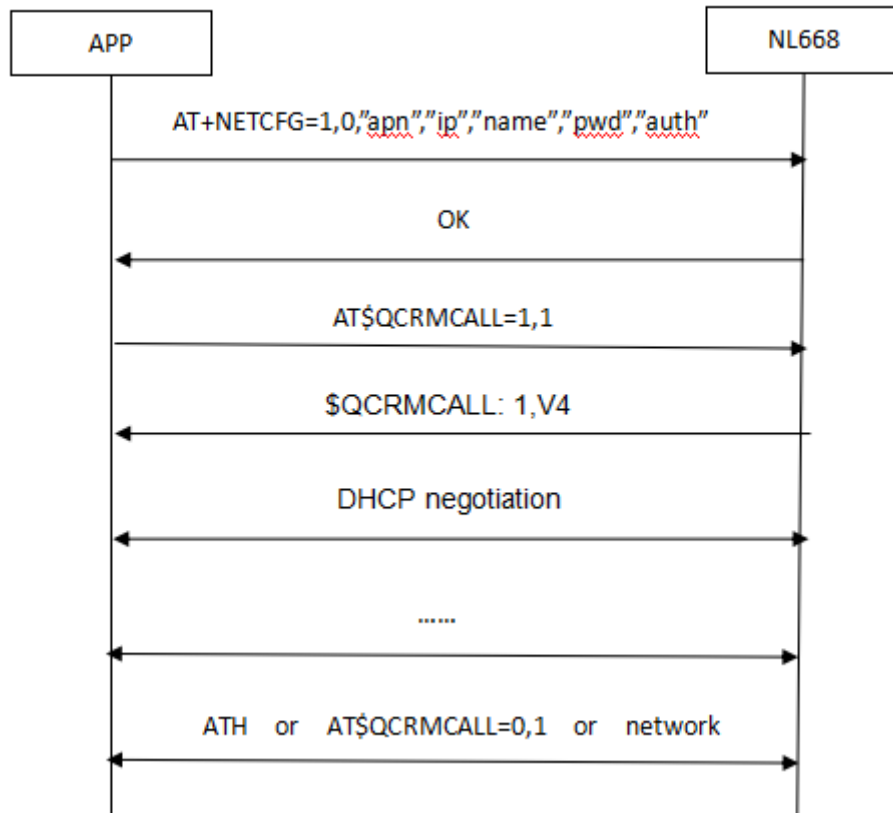 APP
NL668
AT+NETCFG=1,0,”apn”,”ip”,”name”,”pwd”,”auth”
OK
AT$QCRMCALL=1,1
$QCRMCALL: 1,V4
DHCP negotiation
......
ATH or AT$QCRMCALL=0,1 or network